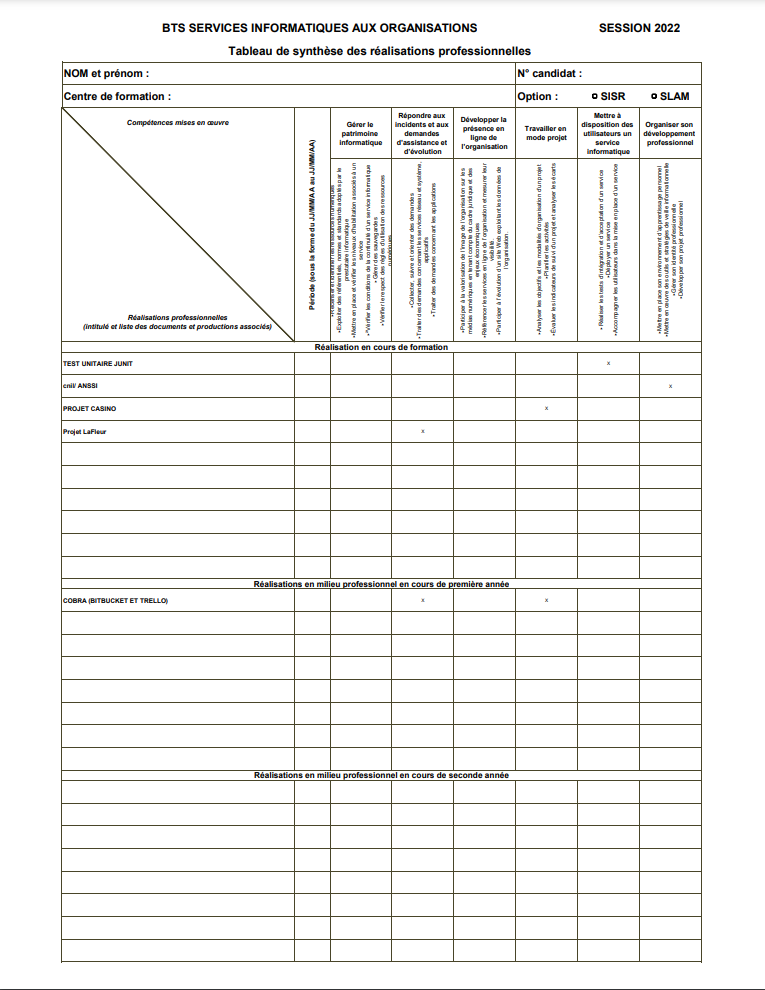 BTS SERVICES INFORMATIQUES AUX ORGANISATIONS SESSION 2022
Tableau de synthèse des réalisations professionnelles
NOM et prénom : N° candidat :
Centre de formation : Option : SISR SLAM
Compétences mises en œuvre
Réalisations professionnelles
(intitulé et liste des documents et productions associés)
Période (sous la forme du JJ/MM/AA au JJ/MM/AA)
Gérer le
patrimoine
informatique
Répondre aux
incidents et aux
demandes
d'assistance et
d'évolution
Développer la
présence en
ligne de
l'organisation
Travailler en
mode projet
Mettre à
disposition des
utilisateurs un
service
informatique
Organiser son
développement
professionnel
•Recenser et identifier les ressources numériques
•Exploiter des référentiels, normes et standards adoptés par le
prestataire informatique
•Mettre en place et vérifier les niveaux d'habilitation associés à un
service
•Vérifier les conditions de la continuité d'un service informatique
•Gérer des sauvegardes
•Vérifier le respect des règles d'utilisation des ressources
numériques
•Collecter, suivre et orienter des demandes
•Traiter des demandes concernant les services réseau et système,
applicatifs
•Traiter des demandes concernant les applications
•Participer à la valorisation de l'image de l'organisation sur les
médias numériques en tenant compte du cadre juridique et des
enjeux économiques
•Référencer les services en ligne de l'organisation et mesurer leur
visibilité.
•Participer à l'évolution d'un site Web exploitant les données de
l'organisation.
•Analyser les objectifs et les modalités d'organisation d'un projet
•Planifier les activités
•Évaluer les indicateurs de suivi d'un projet et analyser les écarts
•Réaliser les tests d'intégration et d'acceptation d'un service
•Déployer un service
•Accompagner les utilisateurs dans la mise en place d'un service
•Mettre en place son environnement d'apprentissage personnel
•Mettre en œuvre des outils et stratégies de veille informationnelle
•Gérer son identité professionnelle
•Développer son projet professionnel
Réalisation en cours de formation
TEST UNITAIRE JUNIT x
cnil/ ANSSI x
PROJET CASINO x
Projet LaFleur x
Réalisations en milieu professionnel en cours de première année
COBRA (BITBUCKET ET TRELLO) x x
Réalisations en milieu professionnel en cours de seconde année